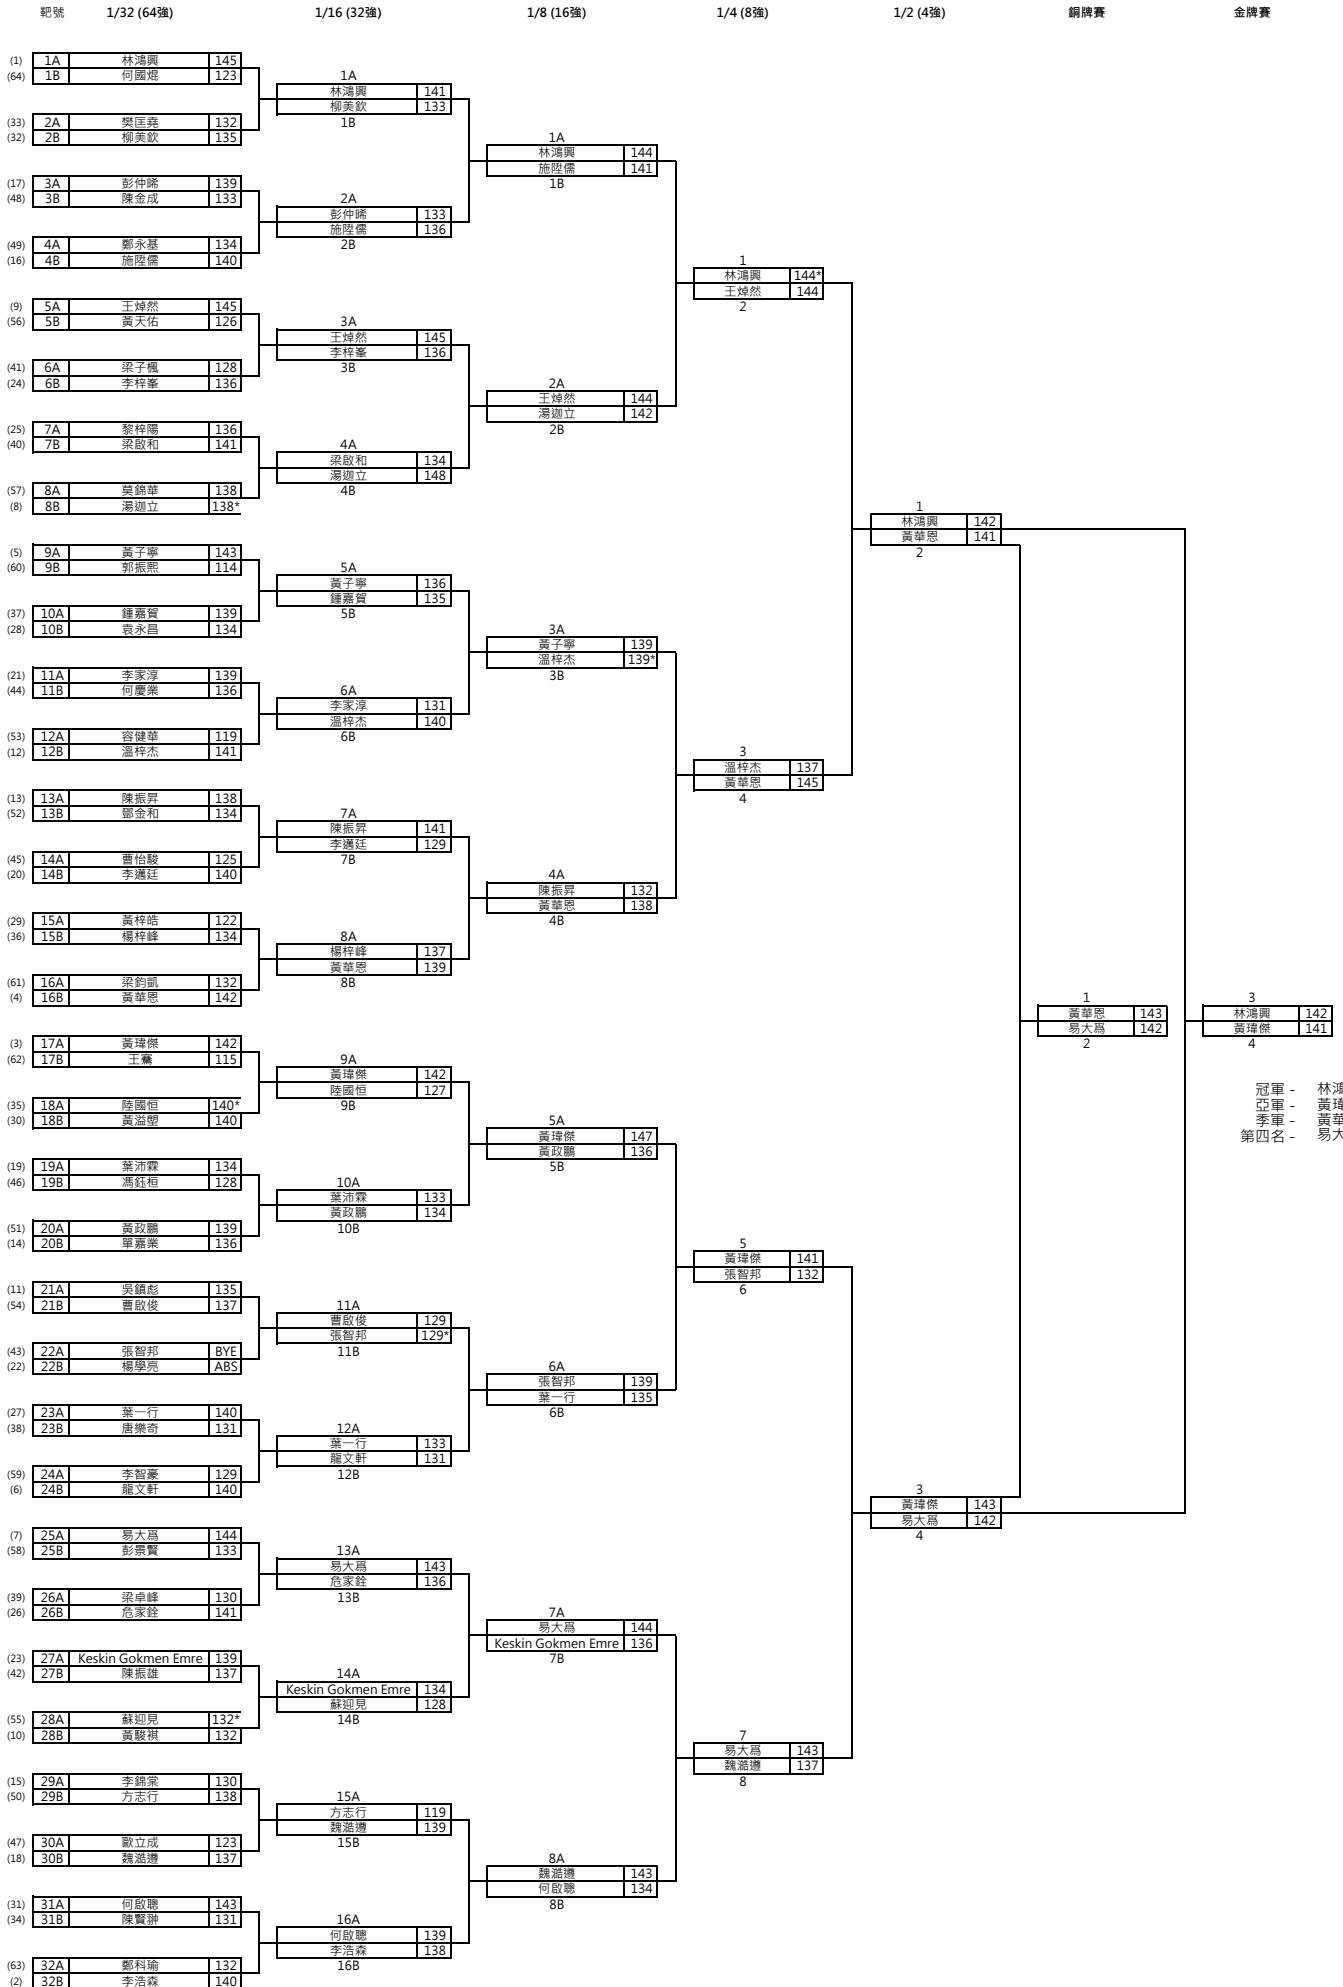 靶號 1/32 (64強) 1/16 (32強) 1/8 (16強) 1/4 (8強) 1/2 (4強) 銅牌賽 金牌賽
(1) 1A 林鴻興 145
(64) 1B 何國焜 123
1A
林鴻興 141
柳美欽 133
1B
(33) 2A 樊匡堯 132
(32) 2B 柳美欽 135
1A
林鴻興 144
施陞儒 141
1B
(17) 3A 彭仲晞 139
(48) 3B 陳金成 133
2A
彭仲晞 133
施陞儒 136
2B
(49) 4A 鄭永基 134
(16) 4B 施陞儒 140
1
林鴻興 144*
王焯然 144
2
(9) 5A 王焯然 145
(56) 5B 黃天佑 126
3A
王焯然 145
李梓峯 136
3B
(41) 6A 梁子楓 128
(24) 6B 李梓峯 136
2A
王焯然 144
湯迦立 142
2B
(25) 7A 黎梓陽 136
(40) 7B 梁啟和 141
4A
梁啟和 134
湯迦立 148
4B
(57) 8A 莫錦華 138
(8) 8B 湯迦立 138*
1
林鴻興 142
黃華恩 141
2
(5) 9A 黃子寧 143
(60) 9B 郭振熙 114
5A
黃子寧 136
鍾嘉賀 135
5B
(37) 10A 鍾嘉賀 139
(28) 10B 袁永昌 134
3A
黃子寧 139
溫梓杰 139*
3B
(21) 11A 李家淳 139
(44) 11B 何慶業 136
6A
李家淳 131
溫梓杰 140
6B
(53) 12A 容健華 119
(12) 12B 溫梓杰 141
3
溫梓杰 137
黃華恩 145
4
(13) 13A 陳振昇 138
(52) 13B 鄧金和 134
7A
陳振昇 141
李邁廷 129
7B
(45) 14A 曹怡駿 125
(20) 14B 李邁廷 140
4A
陳振昇 132
黃華恩 138
4B
(29) 15A 黃梓皓 122
(36) 15B 楊梓峰 134
8A
楊梓峰 137
黃華恩 139
8B
(61) 16A 梁鈞凱 132
(4) 16B 黃華恩 142
1
黃華恩 143
易大爲 142
2
3
林鴻興 142
黃瑋傑 141
4
(3) 17A 黃瑋傑 142
(62) 17B 王騫 115
9A
黃瑋傑 142
陸國恒 127
9B
冠軍 - 林鴻
亞軍 - 黃瑋
季軍 - 黃華
第四名 - 易大
(35) 18A 陸國恒 140*
(30) 18B 黃溢塱 140
5A
黃瑋傑 147
黃政鵬 136
5B
(19) 19A 葉沛霖 134
(46) 19B 馮鈺桓 128
10A
葉沛霖 133
黃政鵬 134
10B
(51) 20A 黃政鵬 139
(14) 20B 單嘉業 136
5
黃瑋傑 141
張智邦 132
6
(11) 21A 吳鎮彪 135
(54) 21B 曹啟俊 137
11A
曹啟俊 129
張智邦 129*
11B
(43) 22A 張智邦 BYE
(22) 22B 楊學亮 ABS
6A
張智邦 139
葉一行 135
6B
(27) 23A 葉一行 140
(38) 23B 唐樂奇 131
12A
葉一行 133
龍文軒 131
12B
(59) 24A 李智豪 129
(6) 24B 龍文軒 140
3
黃瑋傑 143
易大爲 142
4
(7) 25A 易大爲 144
(58) 25B 彭景賢 133
13A
易大爲 143
危家銓 136
13B
(39) 26A 梁卓峰 130
(26) 26B 危家銓 141
7A
易大爲 144
Keskin Gokmen Emre 136
7B
(23) 27A Keskin Gokmen Emre 139
(42) 27B 陳振雄 137
14A
Keskin Gokmen Emre 134
蘇迎見 128
14B
(55) 28A 蘇迎見 132*
(10) 28B 黃駿祺 132
7
易大爲 143
魏澔遵 137
8
(15) 29A 李錦棠 130
(50) 29B 方志行 138
15A
方志行 119
魏澔遵 139
15B
(47) 30A 歐立成 123
(18) 30B 魏澔遵 137
8A
魏澔遵 143
何啟聰 134
8B
(31) 31A 何啟聰 143
(34) 31B 陳賢翀 131
16A
何啟聰 139
李浩森 138
16B
(63) 32A 鄭科瑜 132
(2) 32B 李浩森 140